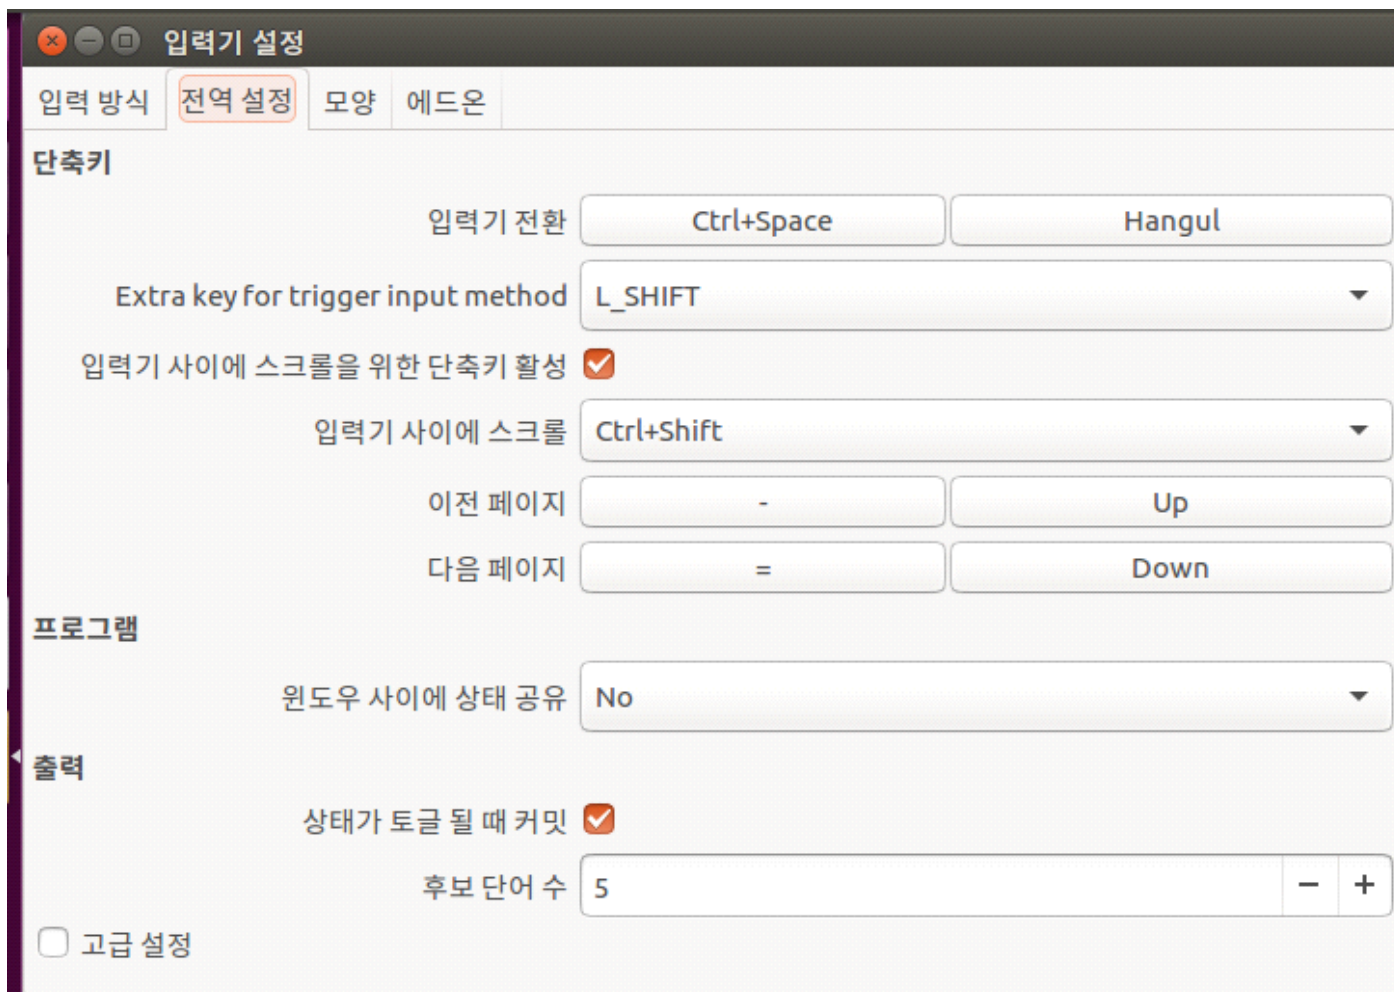 입력기 설정
입력 방식 전역 설정 모양 에드온
단축키
입력기 전환 Ctrl+Space Hangul
Extra key for trigger input method L_SHIFT
입력기 사이에 스크롤을 위한 단축키 활성
입력기 사이에 스크롤 Ctrl+Shift
이전 페이지 - Up
다음 페이지 = Down
프로그램
윈도우 사이에 상태 공유 No
출력
상태가 토글 될 때 커밋
후보 단어 수 5 − +
고급 설정